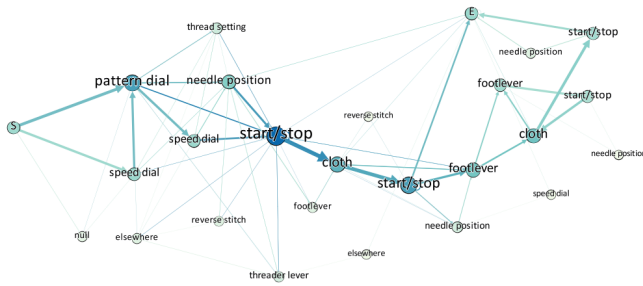 E
thread setting
start/stop
needle position
pattern dial
needle position
footlever
start/stop
reverse stitch
S
speed dial
start/stop
cloth
needle position
cloth
speed dial
footlever
start/stop
speed dial
footlever
reverse stitch
needle position
null
elsewhere
elsewhere
threader lever